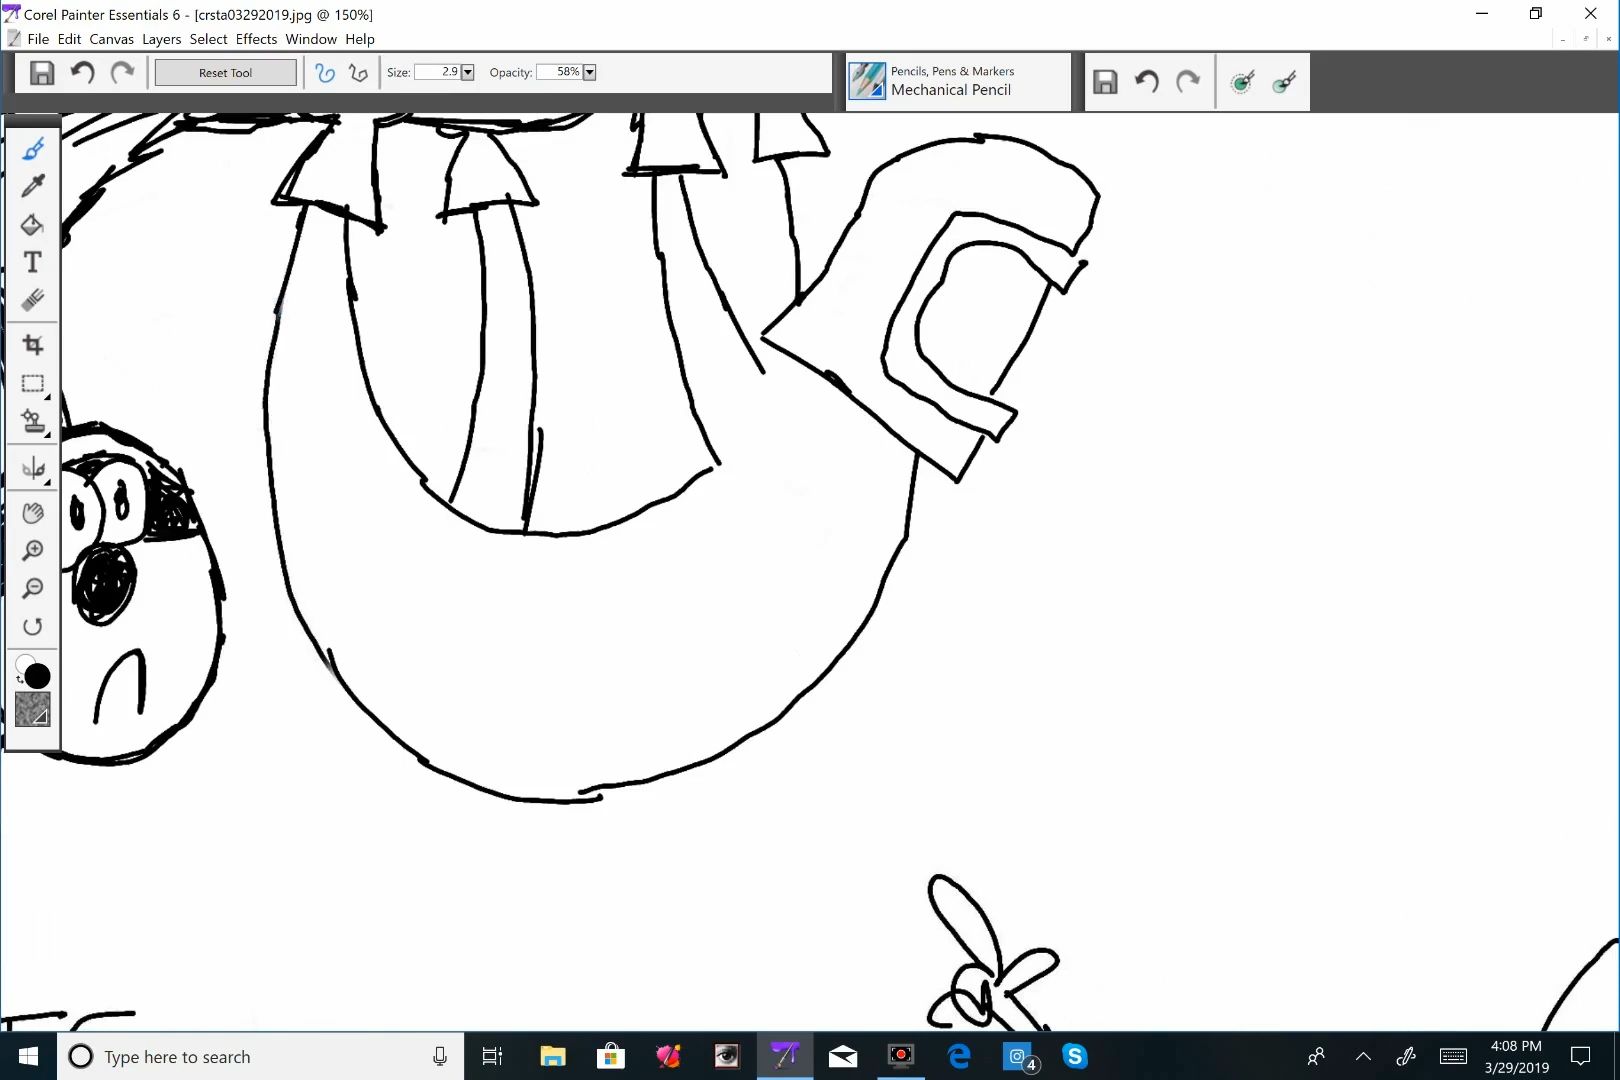 Corel Painter Essentials 6 - [crsta03292019.jpg @ 150%]
File Edit Canvas Layers Select Effects Window Help
Reset Tool Size: 2.9 Opacity: 58%
Pencils, Pens & Markers
Mechanical Pencil
T
Type here to search
4
4:08 PM
3/29/2019